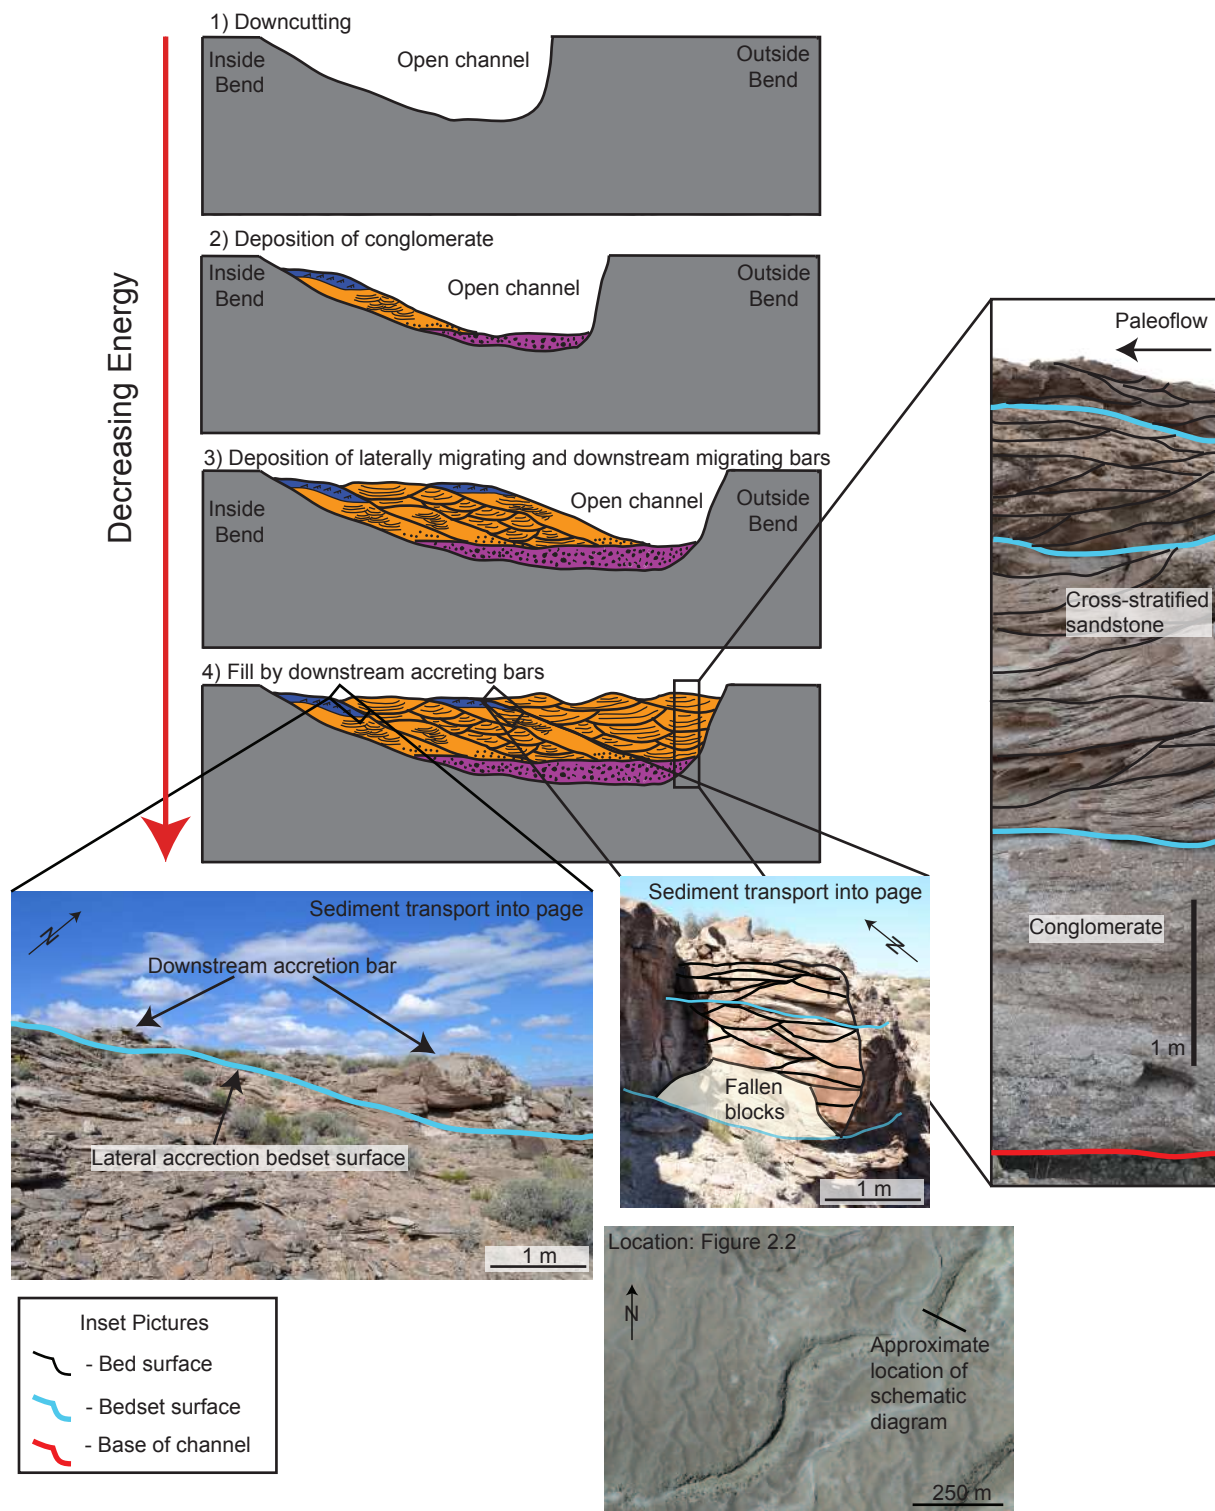 1) Downcutting
Inside
Bend
Open channel
Outside
Bend
2) Deposition of conglomerate
Inside
Bend
Open channel
Outside
Bend
3) Deposition of laterally migrating and downstream migrating bars
Inside
Bend
Open channel
Outside
Bend
4) Fill by downstream accreting bars
Decreasing Energy
Paleoflow
Cross-stratified
sandstone
Conglomerate
1 m
Sediment transport into page
N
Downstream accretion bar
Lateral accrection bedset surface
1 m
Sediment transport into page
N
Fallen
blocks
1 m
Location: Figure 2.2
N
Approximate
location of
schematic
diagram
250 m
Inset Pictures
- Bed surface
- Bedset surface
- Base of channel